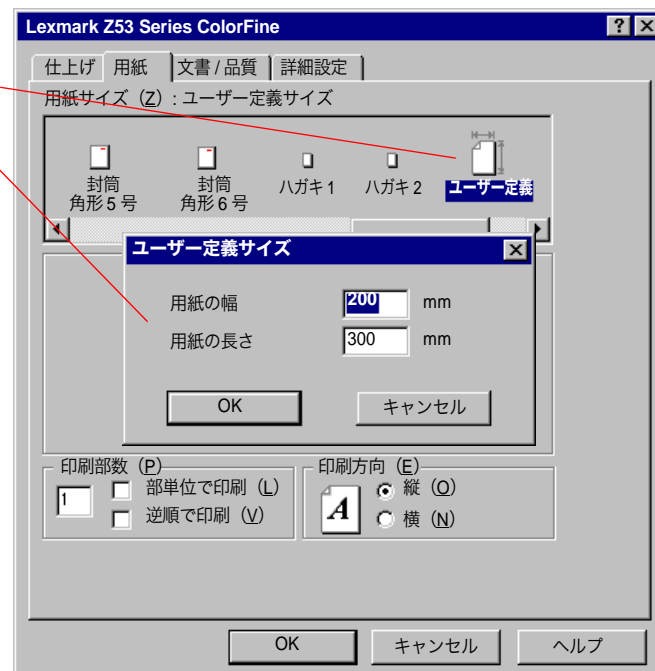 Lexmark Z53 Series ColorFine
仕上げ 用紙 文書 / 品質 詳細設定
用紙サイズ (Z) : ユーザー定義サイズ
封筒 角形 5 号
封筒 角形 6 号
ハガキ 1
ハガキ 2
ユーザー定義
ユーザー定義サイズ
用紙の幅 200 mm
用紙の長さ 300 mm
OK キャンセル
印刷部数 (P)
1
部単位で印刷 (L)
逆順で印刷 (V)
印刷方向 (E)
A
縦 (O)
横 (N)
OK キャンセル ヘルプ